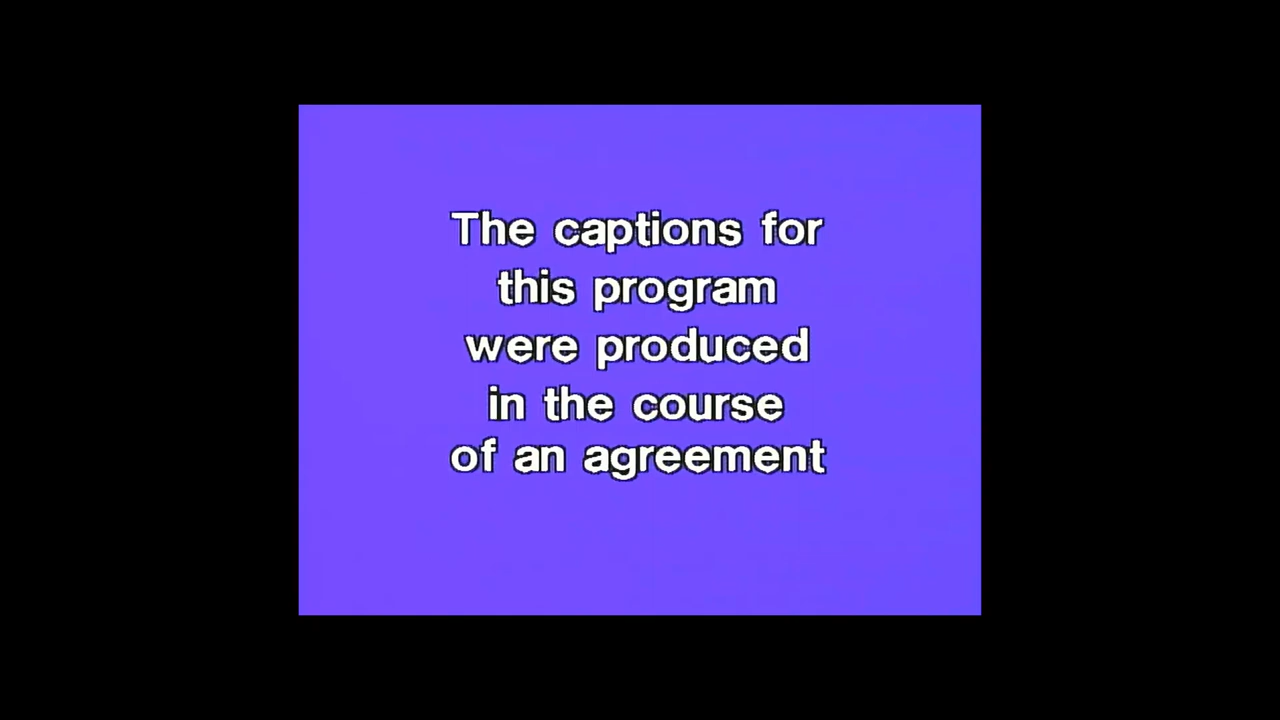 The captions for
this program
were produced
in the course
of an agreement